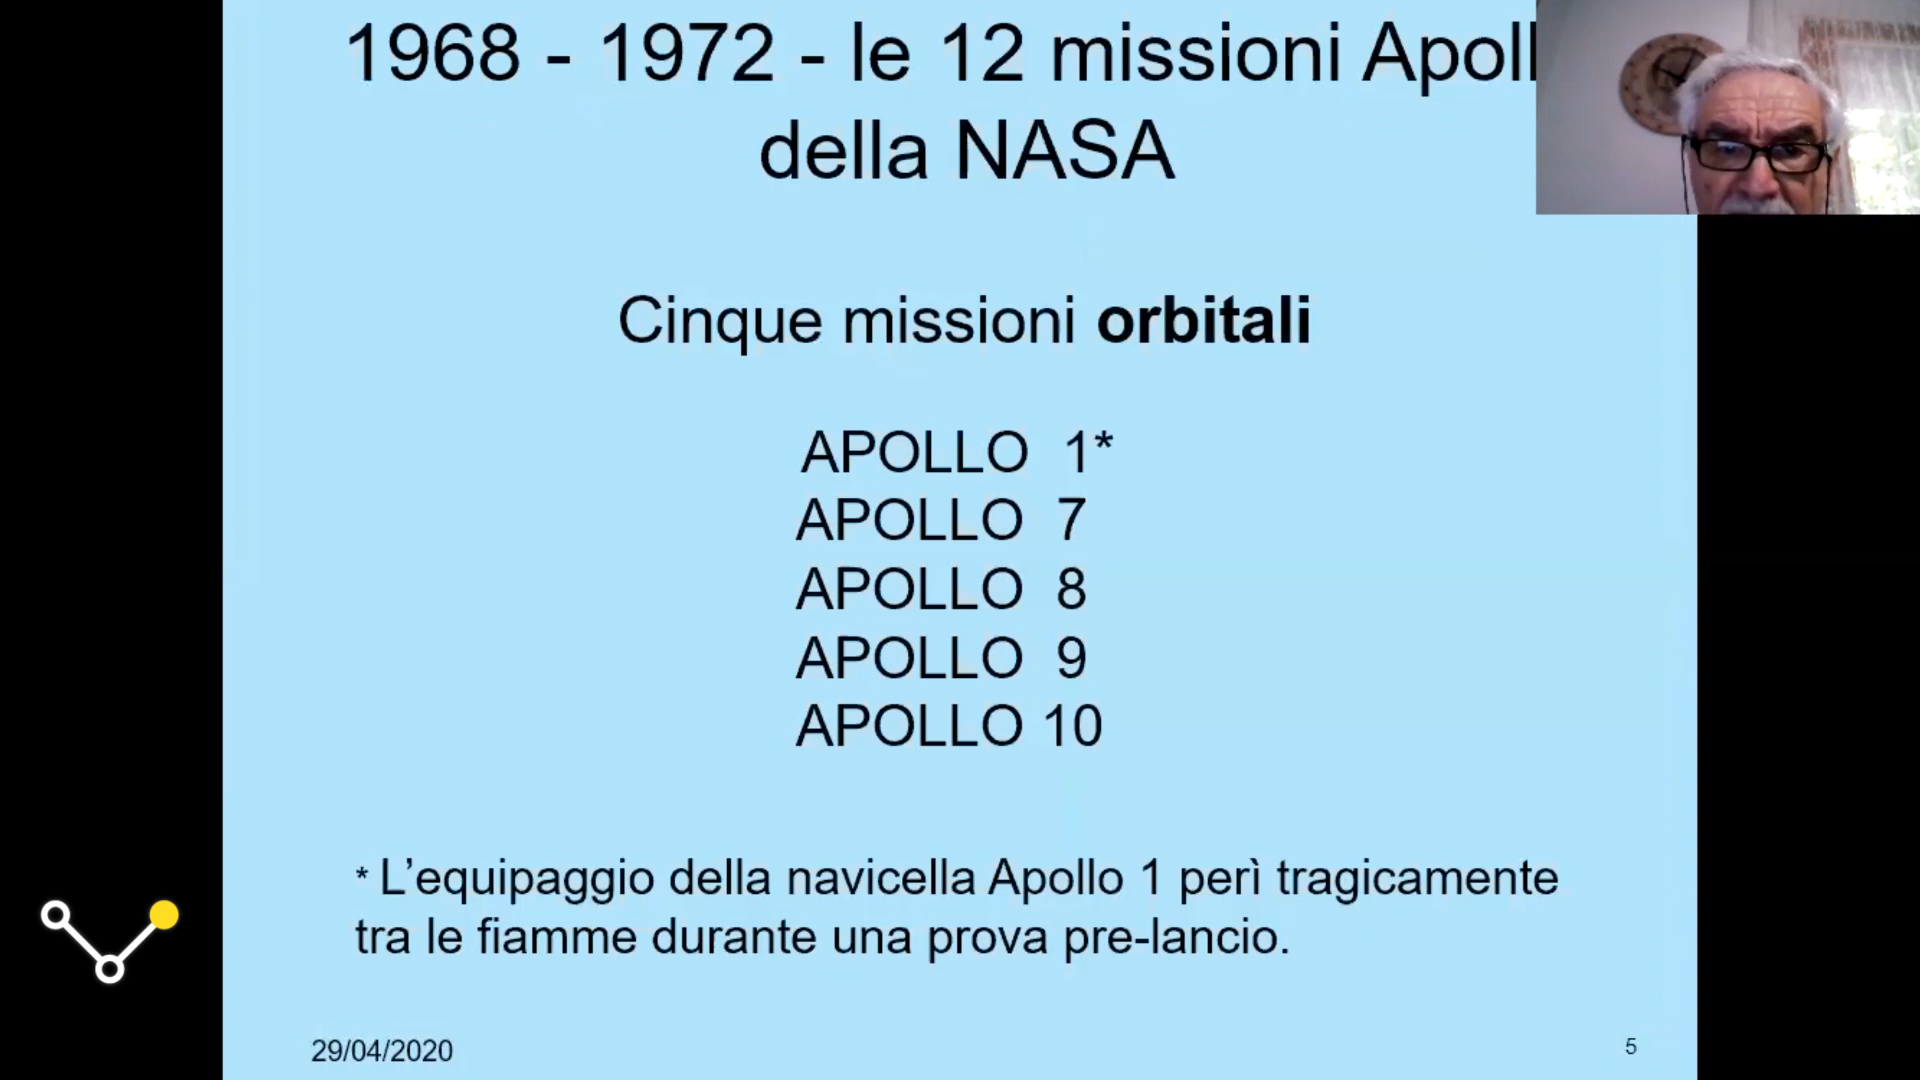 1968 - 1972 - le 12 missioni Apoll
della NASA
Cinque missioni orbitali
APOLLO 1*
APOLLO 7
APOLLO 8
APOLLO 9
APOLLO 10
* L’equipaggio della navicella Apollo 1 perì tragicamente
tra le fiamme durante una prova pre-lancio.
29/04/2020
5